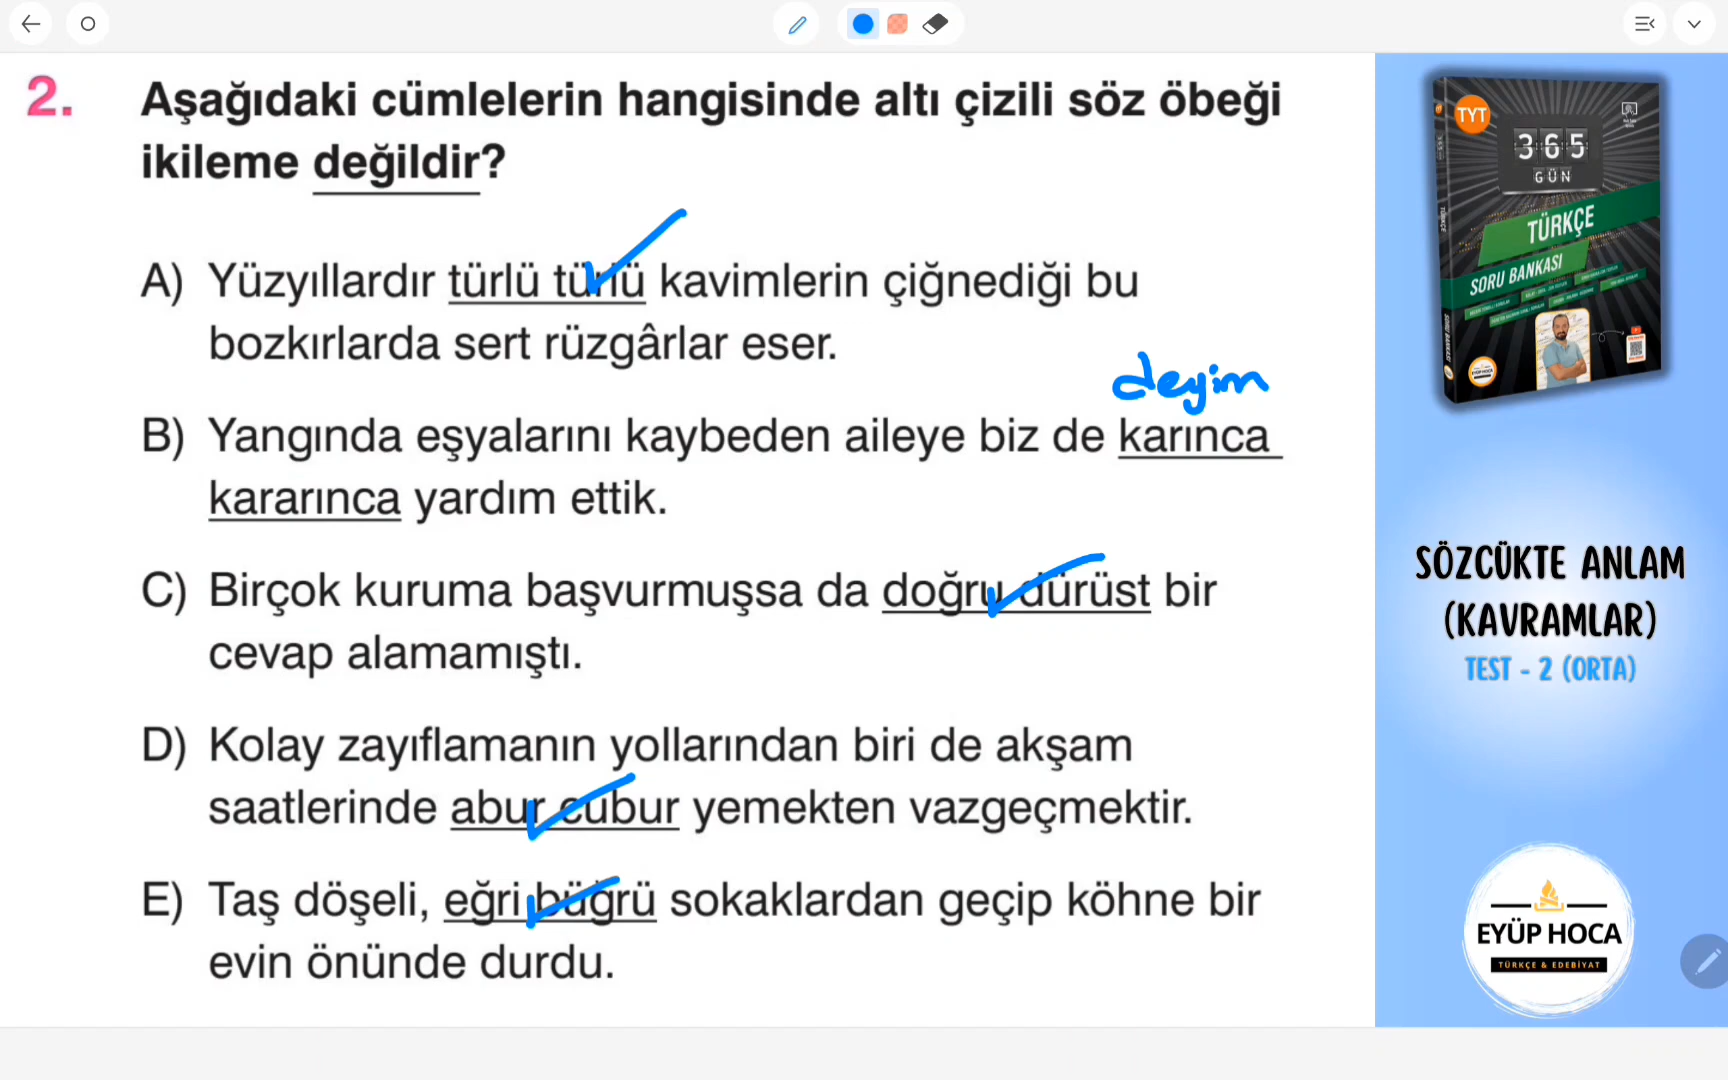 2. Aşağıdaki cümlelerin hangisinde altı çizili söz öbeği
ikileme değildir?
A) Yüzyıllardır türlü türlü kavimlerin çiğnediği bu
bozkırlarda sert rüzgârlar eser.
deyim
B) Yangında eşyalarını kaybeden aileye biz de karınca
kararınca yardım ettik.
C) Birçok kuruma başvurmuşsa da doğru dürüst bir
cevap alamamıştı.
D) Kolay zayıflamanın yollarından biri de akşam
saatlerinde abur cubur yemekten vazgeçmektir.
E) Taş döşeli, eğri büğrü sokaklardan geçip köhne bir
evin önünde durdu.
TYT
365
GÜN
TÜRKÇE
SORU BANKASI
SÖZCÜKTE ANLAM
(KAVRAMLAR)
TEST - 2 (ORTA)
EYÜP HOCA
TÜRKÇE & EDEBİYAT